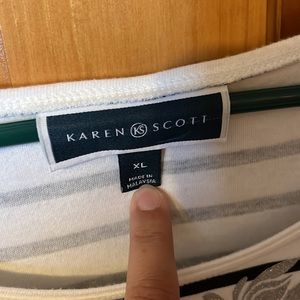 KAREN KS SCOTT
XL
MADE IN
MALAYSIA